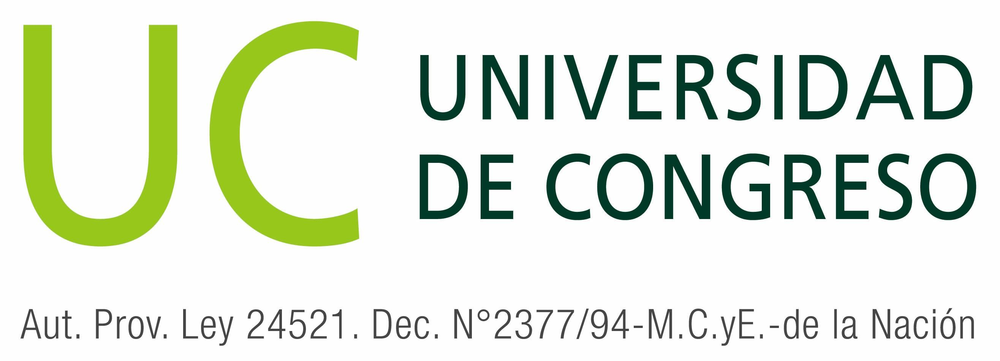 UC
UNIVERSIDAD
DE CONGRESO
Aut. Prov. Ley 24521. Dec. N°2377/94-M.C.yE.-de la Nación